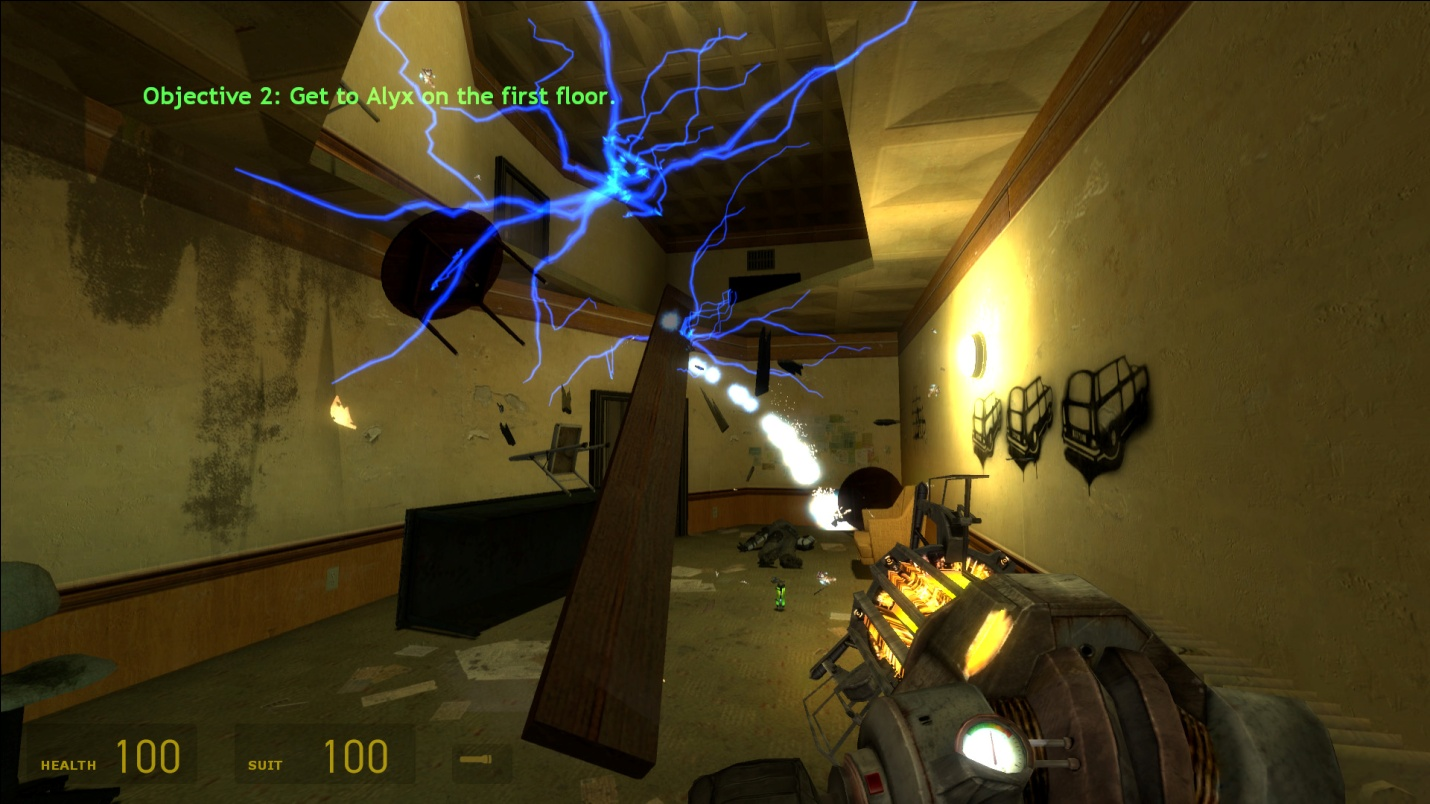 Objective 2: Get to Alyx on the first floor.
HEALTH 100
SUIT 100